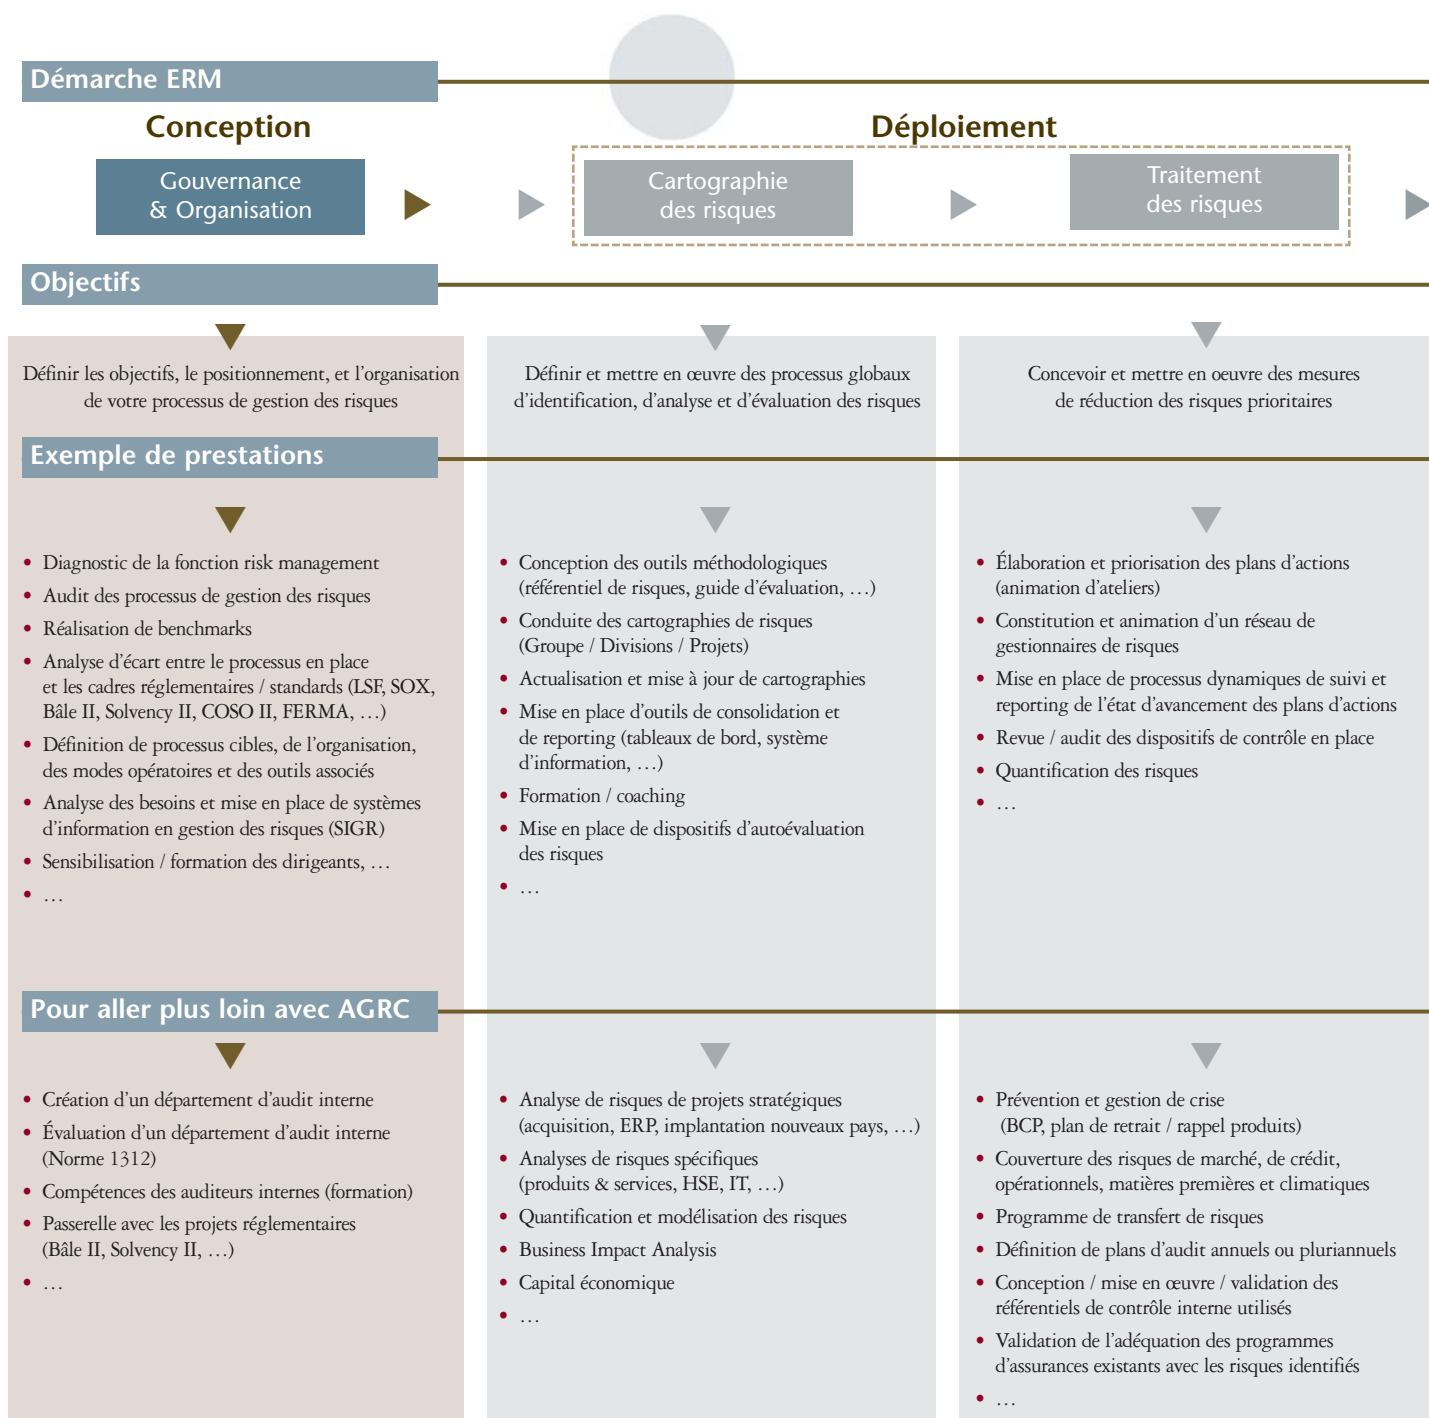 Démarche ERM
Conception
Déploiement
Gouvernance
& Organisation
Cartographie
des risques
Traitement
des risques
Objectifs
Définir les objectifs, le positionnement, et l'organisation
de votre processus de gestion des risques
Définir et mettre en œuvre des processus globaux
d'identification, d'analyse et d'évaluation des risques
Concevoir et mettre en oeuvre des mesures
de réduction des risques prioritaires
Exemple de prestations
• Diagnostic de la fonction risk management
• Audit des processus de gestion des risques
• Réalisation de benchmarks
• Analyse d'écart entre le processus en place
et les cadres réglementaires / standards (LSF, SOX,
Bâle II, Solvency II, COSO II, FERMA, …)
• Définition de processus cibles, de l'organisation,
des modes opératoires et des outils associés
• Analyse des besoins et mise en place de systèmes
d'information en gestion des risques (SIGR)
• Sensibilisation / formation des dirigeants, …
• …
• Conception des outils méthodologiques
(référentiel de risques, guide d'évaluation, …)
• Conduite des cartographies de risques
(Groupe / Divisions / Projets)
• Actualisation et mise à jour de cartographies
• Mise en place d'outils de consolidation et
de reporting (tableaux de bord, système
d'information, …)
• Formation / coaching
• Mise en place de dispositifs d'autoévaluation
des risques
• …
• Élaboration et priorisation des plans d'actions
(animation d'ateliers)
• Constitution et animation d'un réseau de
gestionnaires de risques
• Mise en place de processus dynamiques de suivi et
reporting de l'état d'avancement des plans d'actions
• Revue / audit des dispositifs de contrôle en place
• Quantification des risques
• …
Pour aller plus loin avec AGRC
• Création d'un département d'audit interne
• Évaluation d'un département d'audit interne
(Norme 1312)
• Compétences des auditeurs internes (formation)
• Passerelle avec les projets réglementaires
(Bâle II, Solvency II, …)
• …
• Analyse de risques de projets stratégiques
(acquisition, ERP, implantation nouveaux pays, …)
• Analyses de risques spécifiques
(produits & services, HSE, IT, …)
• Quantification et modélisation des risques
• Business Impact Analysis
• Capital économique
• …
• Prévention et gestion de crise
(BCP, plan de retrait / rappel produits)
• Couverture des risques de marché, de crédit,
opérationnels, matières premières et climatiques
• Programme de transfert de risques
• Définition de plans d'audit annuels ou pluriannuels
• Conception / mise en œuvre / validation des
référentiels de contrôle interne utilisés
• Validation de l'adéquation des programmes
d'assurances existants avec les risques identifiés
• …